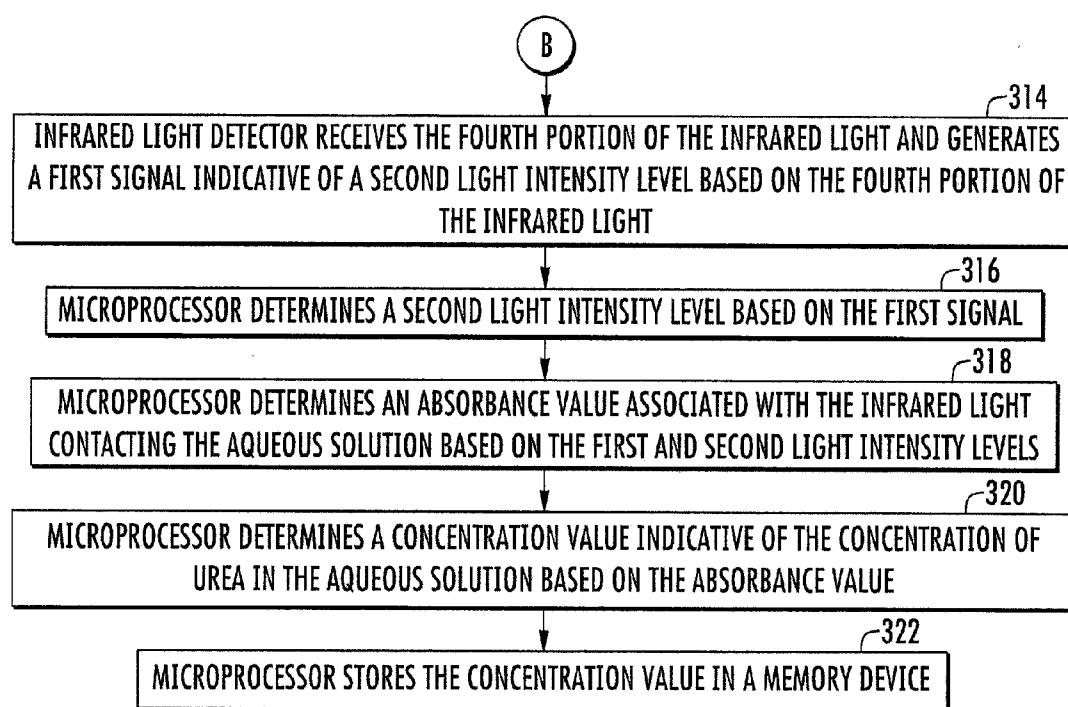 B
314
INFRARED LIGHT DETECTOR RECEIVES THE FOURTH PORTION OF THE INFRARED LIGHT AND GENERATES
A FIRST SIGNAL INDICATIVE OF A SECOND LIGHT INTENSITY LEVEL BASED ON THE FOURTH PORTION OF
THE INFRARED LIGHT
316
MICROPROCESSOR DETERMINES A SECOND LIGHT INTENSITY LEVEL BASED ON THE FIRST SIGNAL
318
MICROPROCESSOR DETERMINES AN ABSORBANCE VALUE ASSOCIATED WITH THE INFRARED LIGHT
CONTACTING THE AQUEOUS SOLUTION BASED ON THE FIRST AND SECOND LIGHT INTENSITY LEVELS
320
MICROPROCESSOR DETERMINES A CONCENTRATION VALUE INDICATIVE OF THE CONCENTRATION OF
UREA IN THE AQUEOUS SOLUTION BASED ON THE ABSORBANCE VALUE
322
MICROPROCESSOR STORES THE CONCENTRATION VALUE IN A MEMORY DEVICE